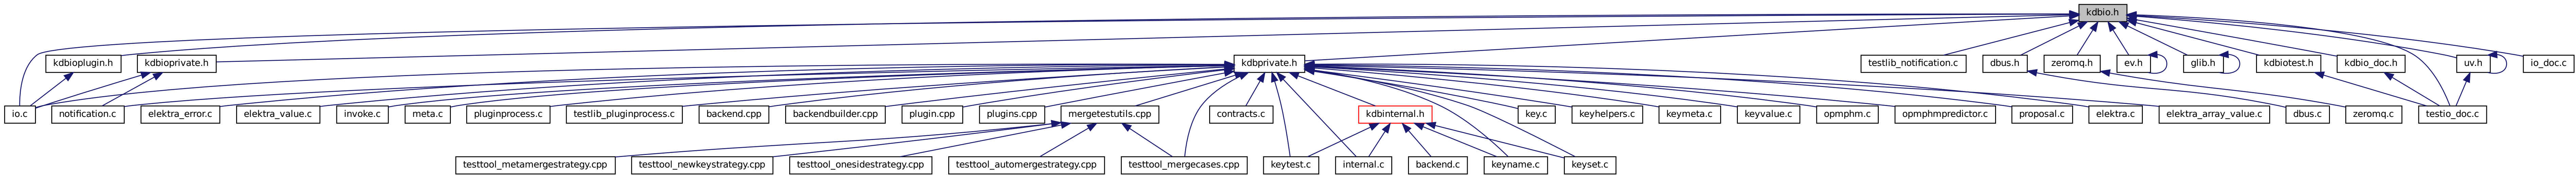 kdbio.h
kdbioplugin.h
kdbioprivate.h
kdbprivate.h
testlib_notification.c
dbus.h
zeromq.h
ev.h
glib.h
kdbiotest.h
kdbio_doc.h
uv.h
io_doc.c
io.c
notification.c
elektra_error.c
elektra_value.c
invoke.c
meta.c
pluginprocess.c
testlib_pluginprocess.c
backend.cpp
backendbuilder.cpp
plugin.cpp
plugins.cpp
mergetestutils.cpp
contracts.c
kdbinternal.h
key.c
keyhelpers.c
keymeta.c
keyvalue.c
opmphm.c
opmphmpredictor.c
proposal.c
elektra.c
elektra_array_value.c
dbus.c
zeromq.c
testio_doc.c
testtool_metamergestrategy.cpp
testtool_newkeystrategy.cpp
testtool_onesidestrategy.cpp
testtool_automergestrategy.cpp
testtool_mergecases.cpp
keytest.c
internal.c
backend.c
keyname.c
keyset.c